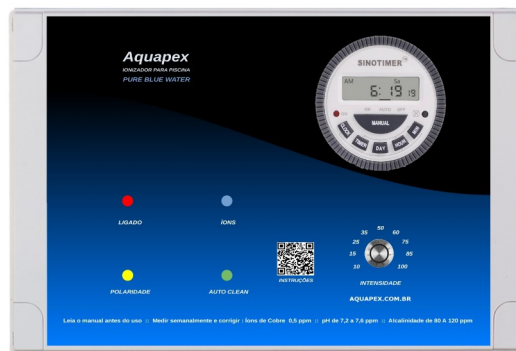 Aquapex
IONIZADOR PARA PISCINA
PURE BLUE WATER
SINOTIMER
AM Sa
6:19 19
ON AUTO OFF
MANUAL
CLOCK TIMER DAY HOUR MIN
LIGADO
ÍONS
POLARIDADE
AUTO CLEAN
INSTRUÇÕES
10 15 25 35 50 60 75 85 100
INTENSIDADE
AQUAPEX.COM.BR
Leia o manual antes do uso :: Medir semanalmente e corrigir : Íons de Cobre 0,5 ppm :: pH de 7,2 a 7,6 ppm :: Alcalinidade de 80 A 120 ppm